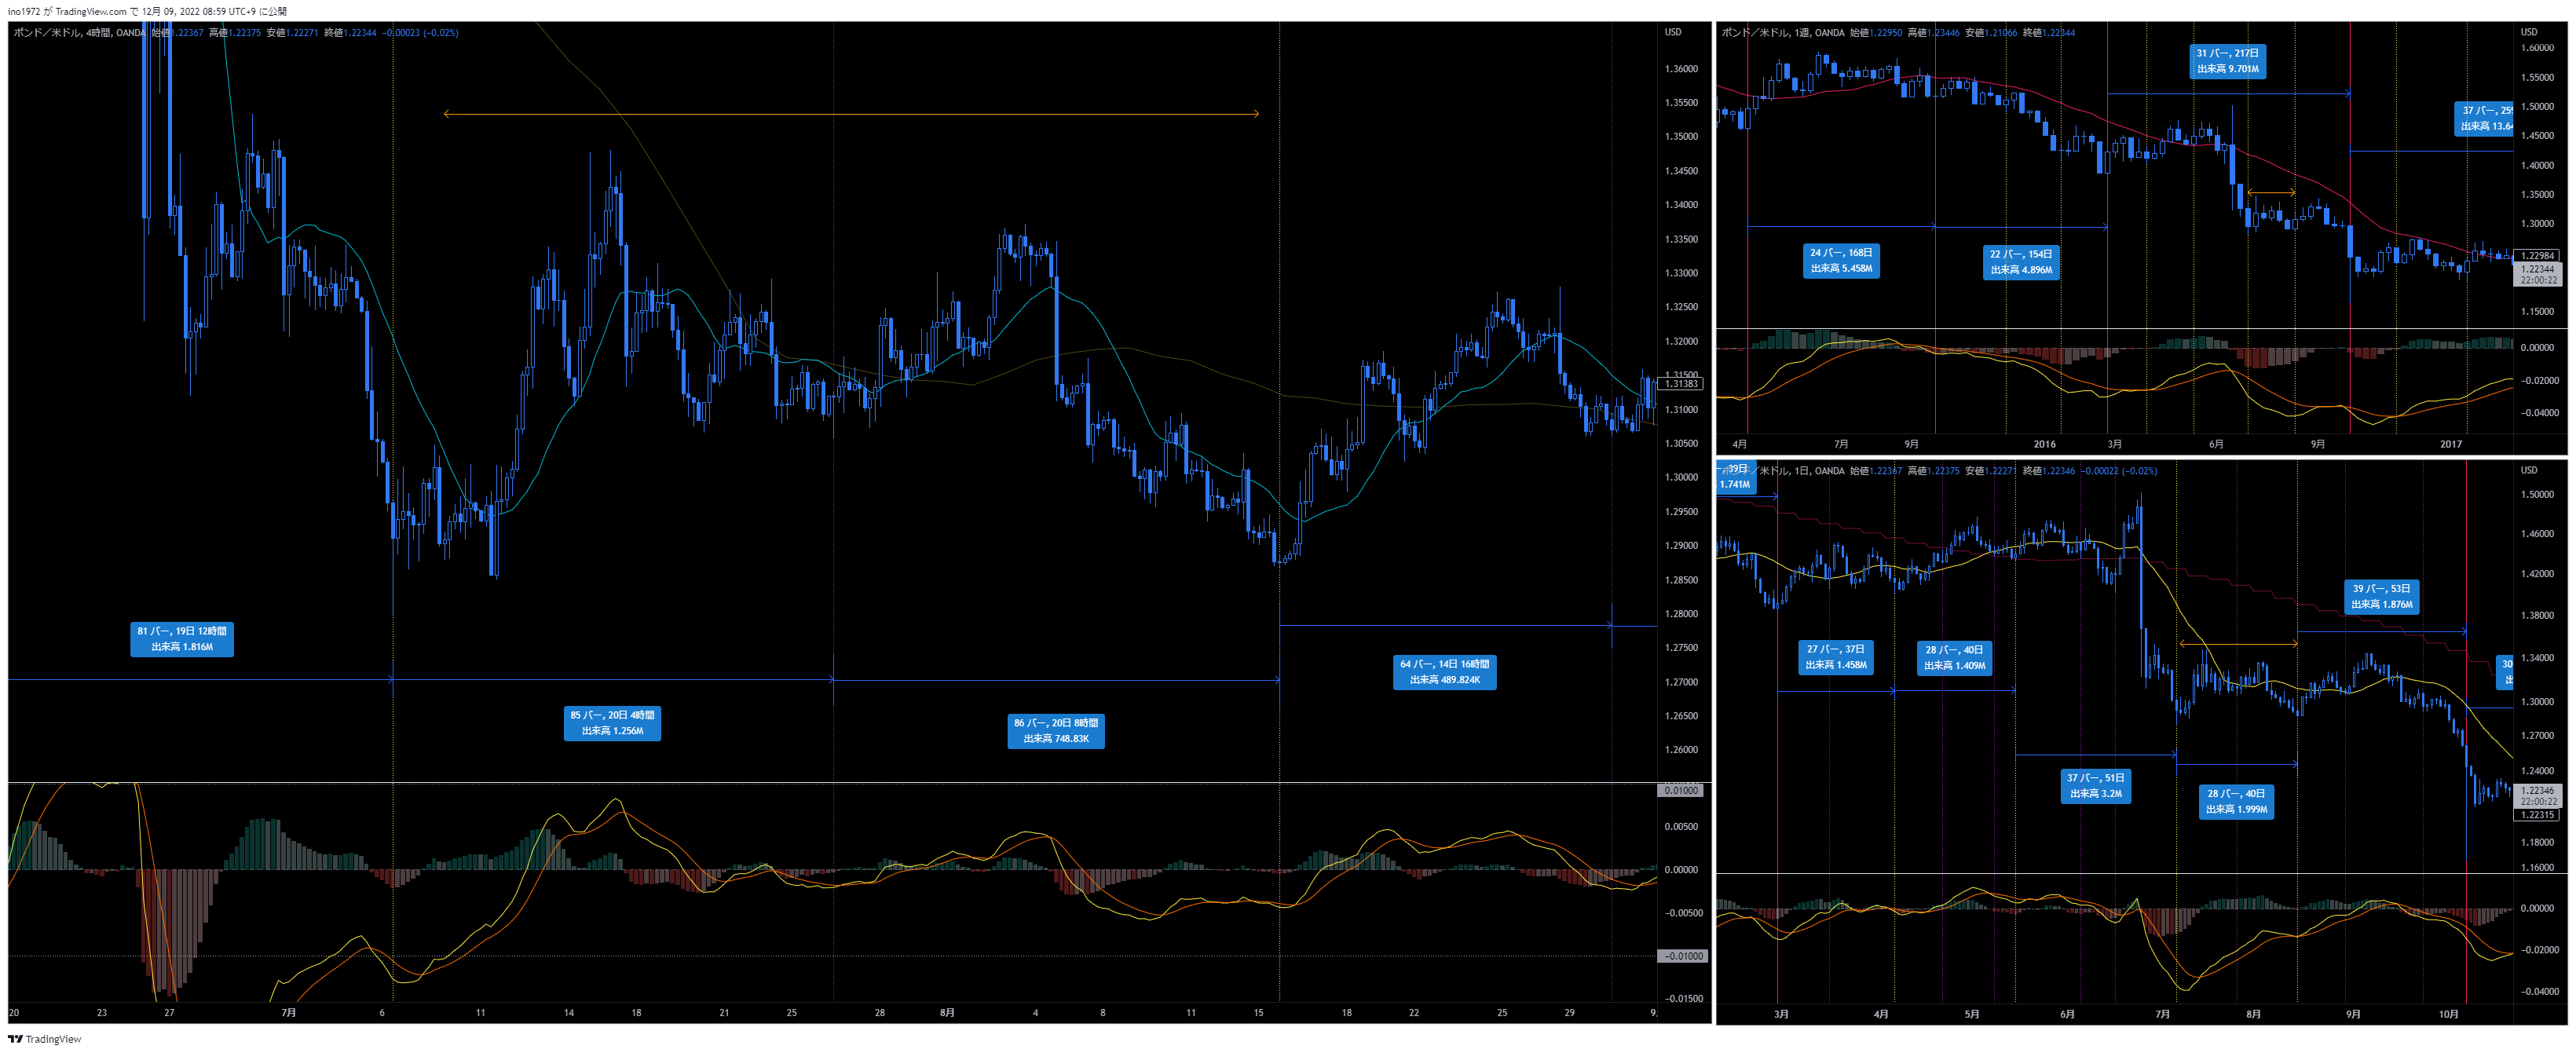 ino1972 が TradingView.com で 12月 09, 2022 08:59 UTC+9 に公開
ポンド／米ドル, 4時間, OANDA 始値1.22367 高値1.22375 安値1.22271 終値1.22344 −0.00023 (−0.02%)
USD
1.36000
1.35500
1.35000
1.34500
1.34000
1.33500
1.33000
1.32500
1.32000
1.31500
1.31383
1.31000
1.30500
1.30000
1.29500
1.29000
1.28500
1.28000
1.27500
1.27000
1.26500
1.26000
81 バー, 19日 12時間
出来高 1.816M
85 バー, 20日 4時間
出来高 1.256M
86 バー, 20日 8時間
出来高 748.83K
64 バー, 14日 16時間
出来高 489.824K
0.01000
0.00500
0.00000
−0.00500
−0.01000
−0.01500
20 23 27 7月 6 11 14 18 21 25 28 8月 4 8 11 15 18 22 25 29 9
ポンド／米ドル, 1週, OANDA 始値1.22950 高値1.23446 安値1.21066 終値1.22344
USD
1.60000
1.55000
1.50000
1.45000
1.40000
1.35000
1.30000
1.22984
1.22344
22:00:22
1.15000
31 バー, 217日
出来高 9.701M
37 バー, 259
出来高 13.64
24 バー, 168日
出来高 5.458M
22 バー, 154日
出来高 4.896M
0.00000
−0.02000
−0.04000
4月 7月 9月 2016 3月 6月 9月 2017
ポンド／米ドル, 1日, OANDA 始値1.22367 高値1.22375 安値1.22271 終値1.22346 −0.00022 (−0.02%)
USD
39日
1.741M
1.50000
1.46000
1.42000
1.38000
1.34000
1.30000
1.27000
1.24000
1.22346
22:00:22
1.22315
1.18000
1.16000
39 バー, 53日
出来高 1.876M
27 バー, 37日
出来高 1.458M
28 バー, 40日
出来高 1.409M
30
出
37 バー, 51日
出来高 3.2M
28 バー, 40日
出来高 1.999M
0.00000
−0.02000
−0.04000
3月 4月 5月 6月 7月 8月 9月 10月
TradingView